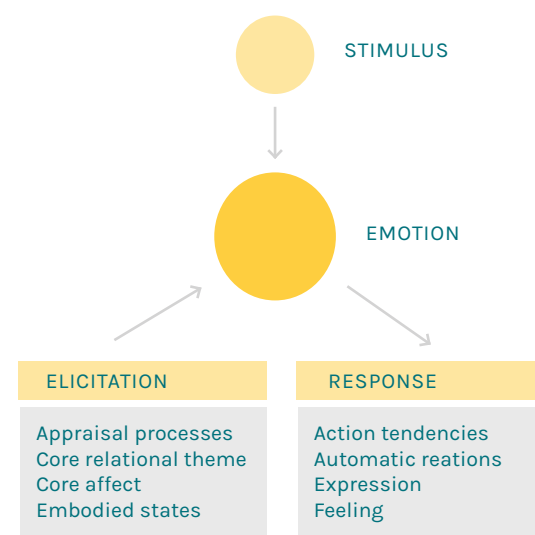 STIMULUS
EMOTION
ELICITATION
Appraisal processes
Core relational theme
Core affect
Embodied states
RESPONSE
Action tendencies
Automatic reations
Expression
Feeling